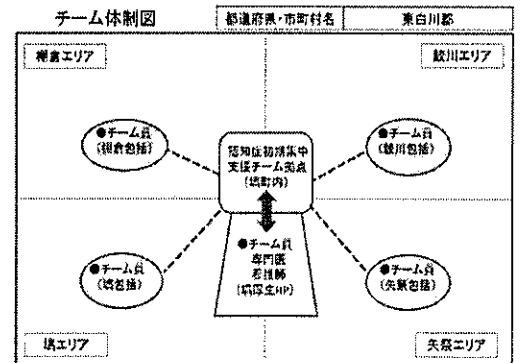 チーム体制図
都道府県・市町村名
東白川郡
棚倉エリア
鮫川エリア
●チーム員
(棚倉包括)
●チーム員
(鮫川包括)
認知症初期集中
支援チーム拠点
(塙町内)
●チーム員
(塙包括)
●チーム員
専門医
看護師
(塙厚生HP)
●チーム員
(矢祭包括)
塙エリア
矢祭エリア